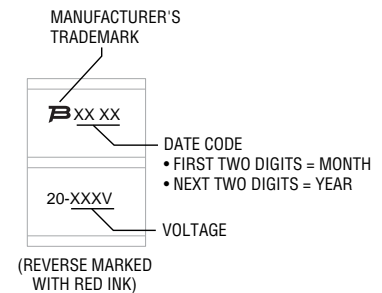 MANUFACTURER'S
TRADEMARK
XX XX
DATE CODE
• FIRST TWO DIGITS = MONTH
• NEXT TWO DIGITS = YEAR
20-XXXV
VOLTAGE
(REVERSE MARKED
WITH RED INK)